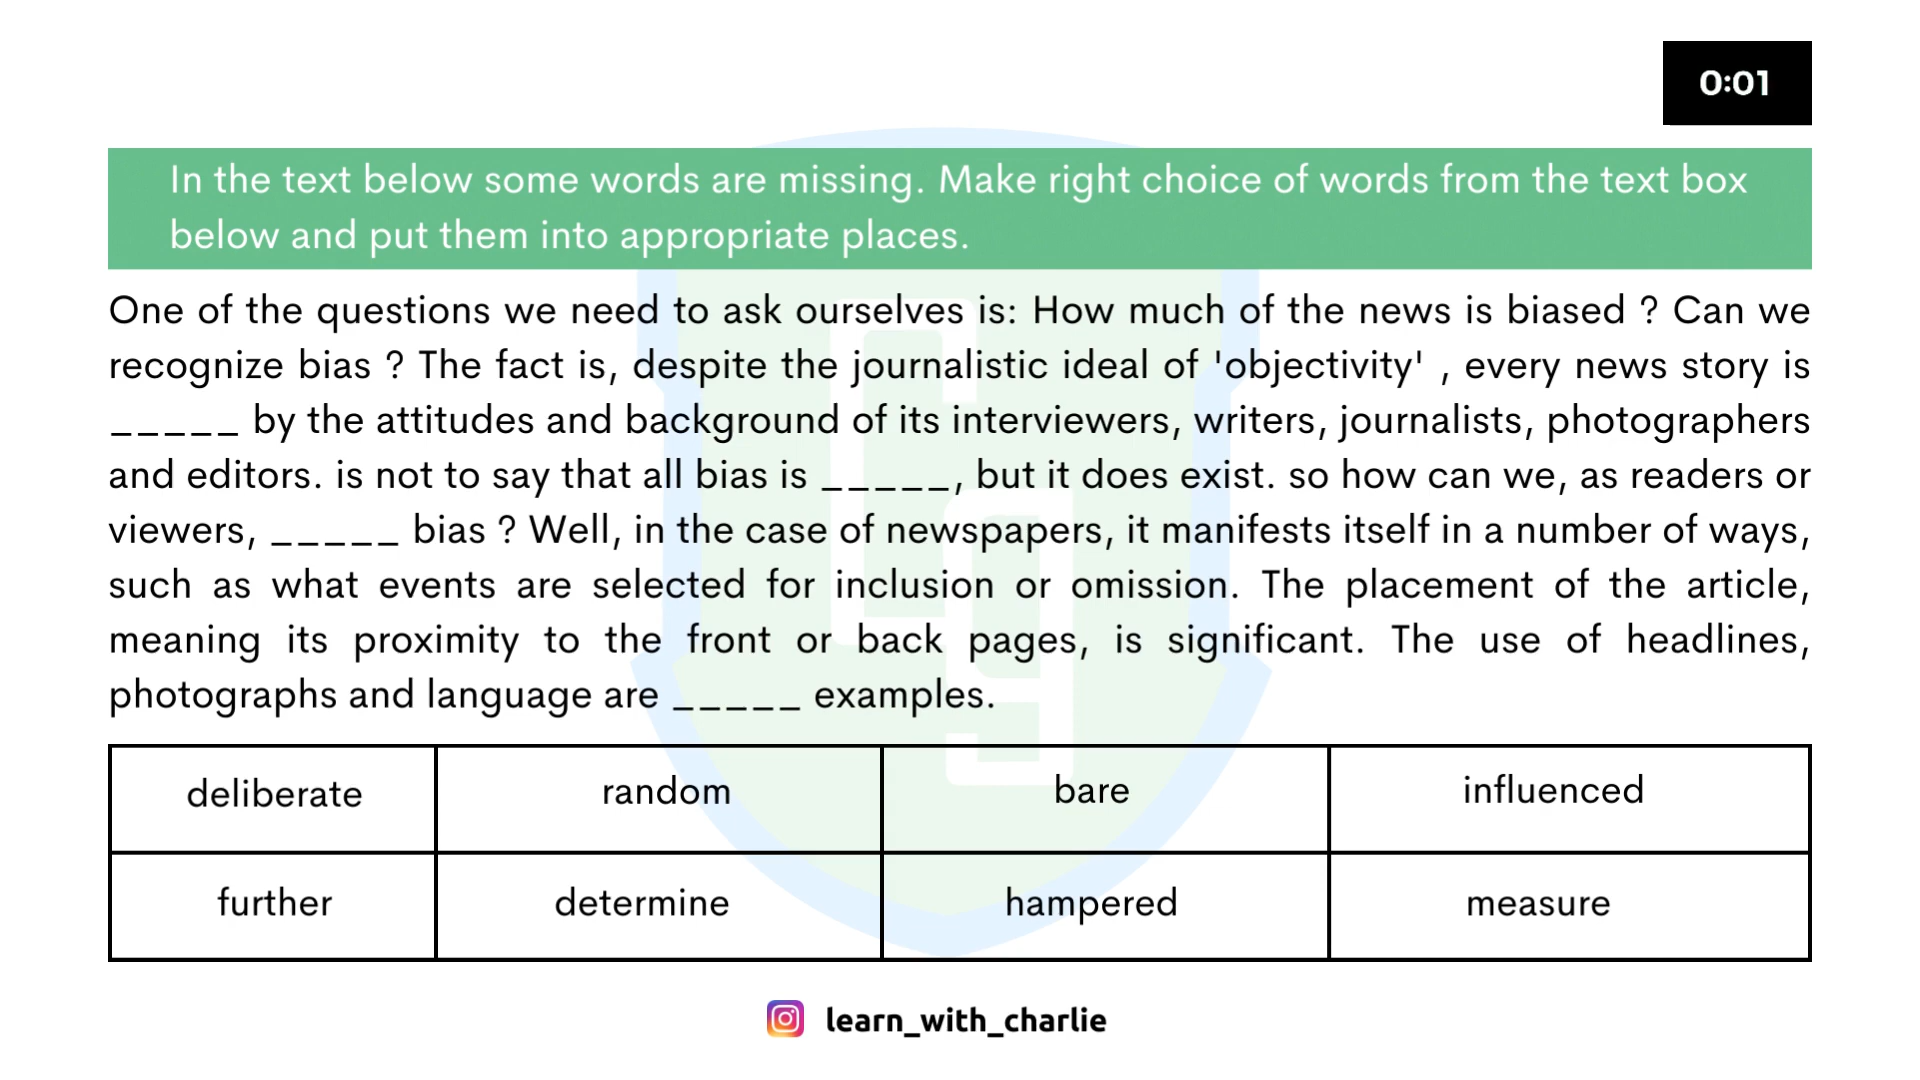 0:01
In the text below some words are missing. Make right choice of words from the text box
below and put them into appropriate places.
One of the questions we need to ask ourselves is: How much of the news is biased ? Can we
recognize bias ? The fact is, despite the journalistic ideal of 'objectivity' , every news story is
_____ by the attitudes and background of its interviewers, writers, journalists, photographers
and editors. is not to say that all bias is _____, but it does exist. so how can we, as readers or
viewers, _____ bias ? Well, in the case of newspapers, it manifests itself in a number of ways,
such as what events are selected for inclusion or omission. The placement of the article,
meaning its proximity to the front or back pages, is significant. The use of headlines,
photographs and language are _____ examples.
deliberate random bare influenced
further determine hampered measure
learn_with_charlie